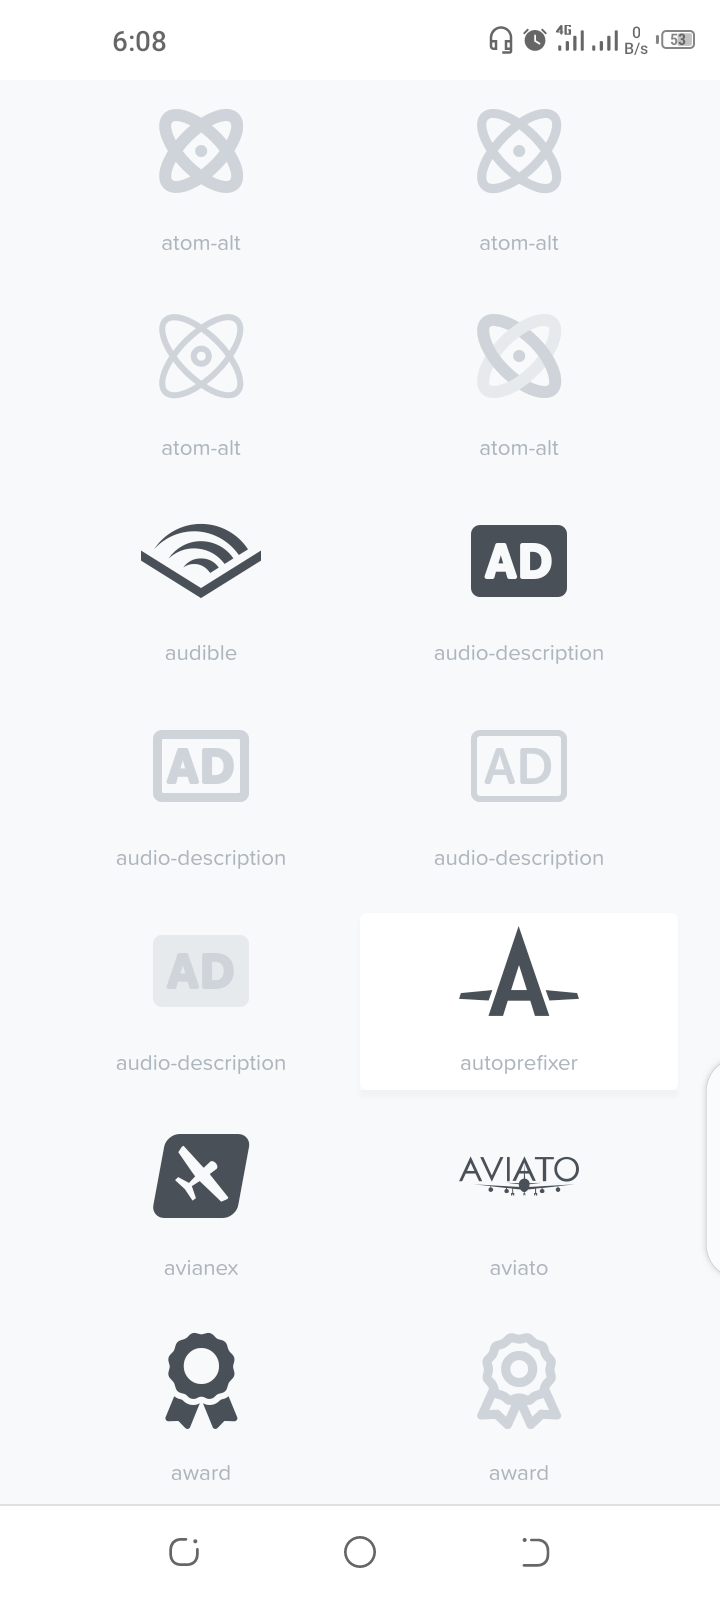 6:08
4G
0
B/s
53
atom-alt atom-alt
atom-alt atom-alt
AD
audible audio-description
AD AD
audio-description audio-description
AD A
audio-description autoprefixer
AVIATO
avianex aviato
award award